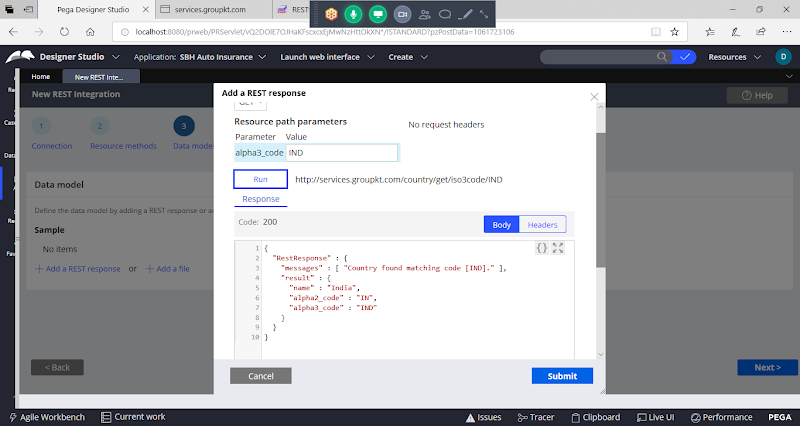 Pega Designer Studio
services.groupkt.com
REST
localhost:8080/prweb/PRServlet/vQ2DOlE7OJHaKFscxcxEjMwNzHttOkXN*/!STANDARD?pzPostData=1061723106
Designer Studio
Application: SBH Auto Insurance
Launch web interface
Create
Resources
D
Home
New REST Inte...
New REST Integration
Help
1
2
3
Connection
Resource methods
Data model
Data model
Define the data model by adding a REST response or a
Sample
No items
Add a REST response or Add a file
< Back
Next >
Add a REST response
GET
Resource path parameters
No request headers
Parameter Value
alpha3_code IND
Run http://services.groupkt.com/country/get/iso3code/IND
Response
Code: 200
Body Headers
1 {
2 "RestResponse" : {
3 "messages" : [ "Country found matching code [IND]." ],
4 "result" : {
5 "name" : "India",
6 "alpha2_code" : "IN",
7 "alpha3_code" : "IND"
8 }
9 }
10 }
Cancel
Submit
Agile Workbench
Current work
Issues
Tracer
Clipboard
Live UI
Performance
PEGA